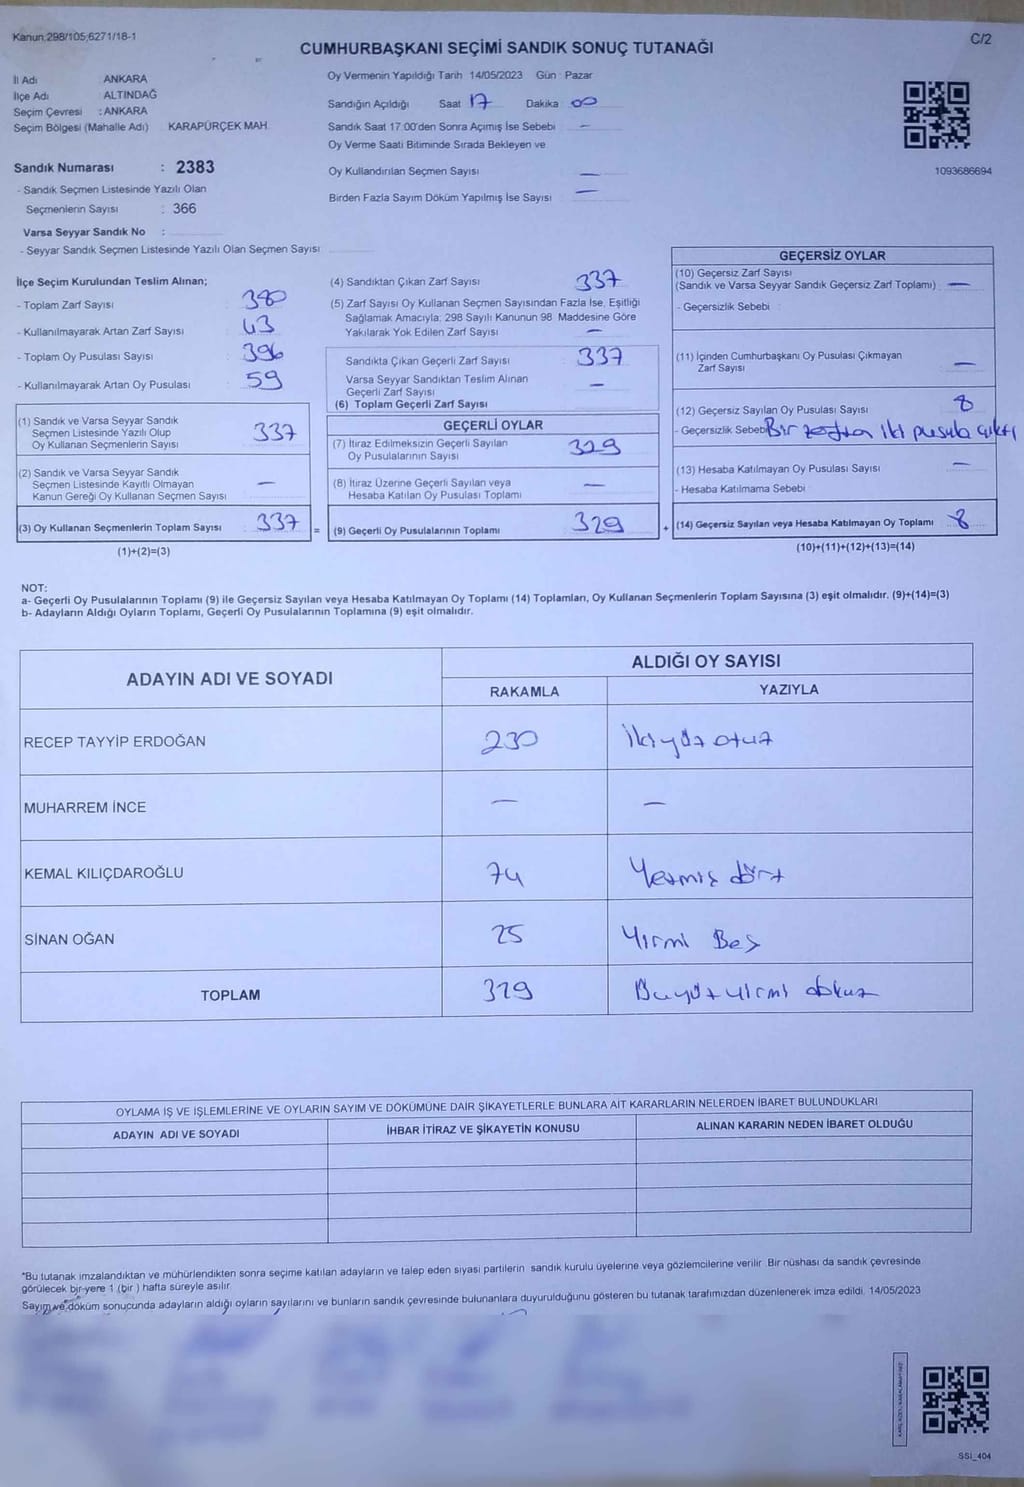 Kanun;298/105;6271/18-1
C/2
CUMHURBAŞKANI SEÇİMİ SANDIK SONUÇ TUTANAĞI
İl Adı ANKARA
İlçe Adı ALTINDAĞ
Seçim Çevresi : ANKARA
Seçim Bölgesi (Mahalle Adı) KARAPÜRÇEK MAH.
Sandık Numarası : 2383
- Sandık Seçmen Listesinde Yazılı Olan
Seçmenlerin Sayısı : 366
Varsa Seyyar Sandık No :
- Seyyar Sandık Seçmen Listesinde Yazılı Olan Seçmen Sayısı
Oy Vermenin Yapıldığı Tarih 14/05/2023 Gün : Pazar
Sandığın Açıldığı Saat 17 Dakika 00
Sandık Saat 17:00'den Sonra Açımış İse Sebebi —
Oy Verme Saati Bitiminde Sırada Bekleyen ve
Oy Kullandırılan Seçmen Sayısı —
Birden Fazla Sayım Döküm Yapılmış İse Sayısı —
1093686694
İlçe Seçim Kurulundan Teslim Alınan;
- Toplam Zarf Sayısı 380
- Kullanılmayarak Artan Zarf Sayısı 43
- Toplam Oy Pusulası Sayısı 396
- Kullanılmayarak Artan Oy Pusulası 59
(1) Sandık ve Varsa Seyyar Sandık
Seçmen Listesinde Yazılı Olup
Oy Kullanan Seçmenlerin Sayısı 337
(2) Sandık ve Varsa Seyyar Sandık
Seçmen Listesinde Kayıtlı Olmayan
Kanun Gereği Oy Kullanan Seçmen Sayısı —
(3) Oy Kullanan Seçmenlerin Toplam Sayısı 337 =
(1)+(2)=(3)
(4) Sandıktan Çıkan Zarf Sayısı 337
(5) Zarf Sayısı Oy Kullanan Seçmen Sayısından Fazla İse, Eşitliği
Sağlamak Amacıyla; 298 Sayılı Kanunun 98. Maddesine Göre
Yakılarak Yok Edilen Zarf Sayısı —
Sandıkta Çıkan Geçerli Zarf Sayısı 337
Varsa Seyyar Sandıktan Teslim Alınan
Geçerli Zarf Sayısı —
(6) Toplam Geçerli Zarf Sayısı
GEÇERLİ OYLAR
(7) İtiraz Edilmeksizin Geçerli Sayılan
Oy Pusulalarının Sayısı 329
(8) İtiraz Üzerine Geçerli Sayılan veya
Hesaba Katılan Oy Pusulası Toplamı —
(9) Geçerli Oy Pusulalarının Toplamı 329 +
GEÇERSİZ OYLAR
(10) Geçersiz Zarf Sayısı
(Sandık ve Varsa Seyyar Sandık Geçersiz Zarf Toplamı) —
- Geçersizlik Sebebi :
(11) İçinden Cumhurbaşkanı Oy Pusulası Çıkmayan
Zarf Sayısı —
(12) Geçersiz Sayılan Oy Pusulası Sayısı 8
- Geçersizlik Sebebi Bir zarftan iki pusula çıktı
(13) Hesaba Katılmayan Oy Pusulası Sayısı —
- Hesaba Katılmama Sebebi
(14) Geçersiz Sayılan veya Hesaba Katılmayan Oy Toplamı 8
(10)+(11)+(12)+(13)=(14)
NOT:
a- Geçerli Oy Pusulalarının Toplamı (9) ile Geçersiz Sayılan veya Hesaba Katılmayan Oy Toplamı (14) Toplamları, Oy Kullanan Seçmenlerin Toplam Sayısına (3) eşit olmalıdır. (9)+(14)=(3)
b- Adayların Aldığı Oyların Toplamı, Geçerli Oy Pusulalarının Toplamına (9) eşit olmalıdır.
ADAYIN ADI VE SOYADI
ALDIĞI OY SAYISI
RAKAMLA YAZIYLA
RECEP TAYYİP ERDOĞAN 230 İkiyüz otuz
MUHARREM İNCE — —
KEMAL KILIÇDAROĞLU 74 Yetmiş dört
SİNAN OĞAN 25 Yirmi Beş
TOPLAM 329 yirmi dokuz
OYLAMA İŞ VE İŞLEMLERİNE VE OYLARIN SAYIM VE DÖKÜMÜNE DAİR ŞİKAYETLERLE BUNLARA AİT KARARLARIN NELERDEN İBARET BULUNDUKLARI
ADAYIN ADI VE SOYADI İHBAR İTİRAZ VE ŞİKAYETİN KONUSU ALINAN KARARIN NEDEN İBARET OLDUĞU
*Bu tutanak imzalandıktan ve mühürlendikten sonra seçime katılan adayların ve talep eden siyasi partilerin sandık kurulu üyelerine veya gözlemcilerine verilir. Bir nüshası da sandık çevresinde
görülecek bir yere 1 (bir ) hafta süreyle asılır.
Sayım ve döküm sonucunda adayların aldığı oyların sayılarını ve bunların sandık çevresinde bulunanlara duyurulduğunu gösteren bu tutanak tarafımızdan düzenlenerek imza edildi. 14/05/2023
SSİ_404